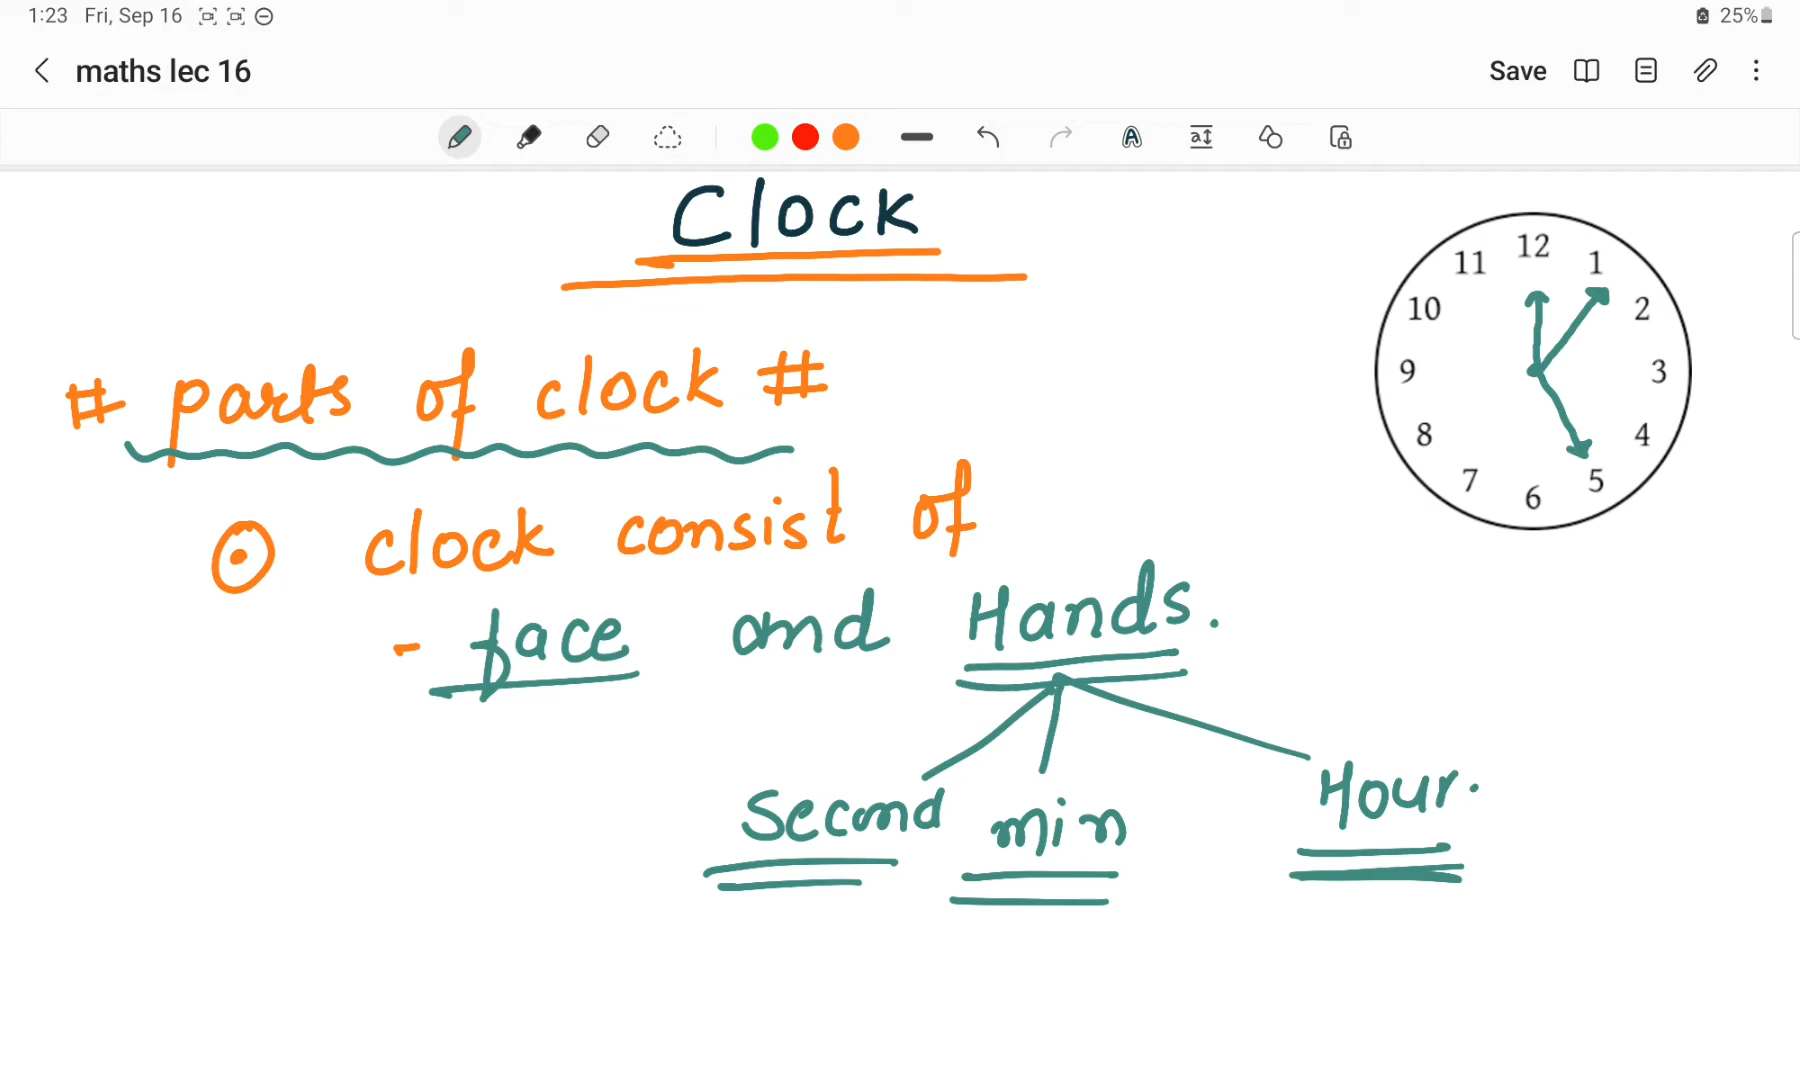 1:23 Fri, Sep 16 25%
maths lec 16
Save
Clock
# parts of clock #
clock consist of
- face and Hands.
Second min Hour.
12
11 1
10 2
9 3
8 4
7 5
6